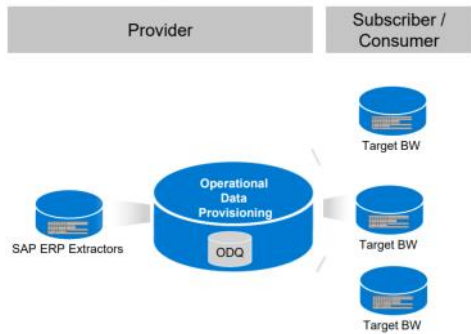 Provider
Subscriber /
Consumer
Target BW
Operational
Data
Provisioning
ODQ
SAP ERP Extractors
Target BW
Target BW